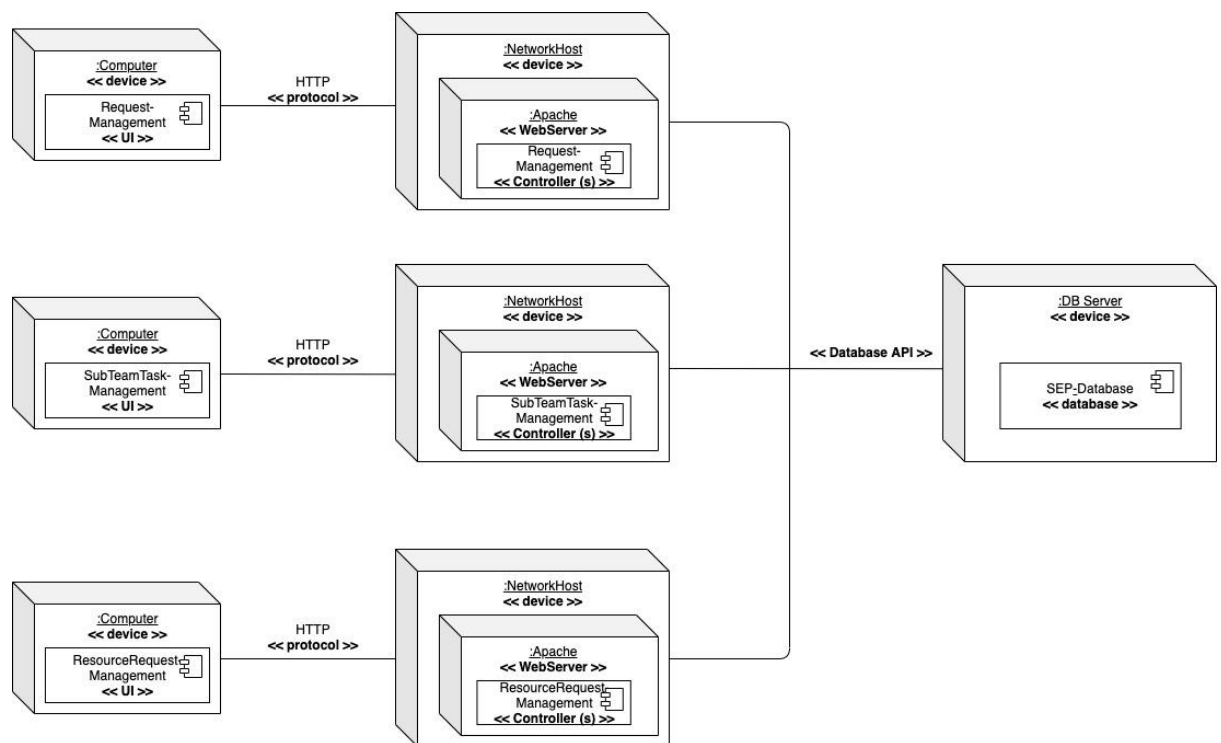 :Computer
<< device >>
Request-
Management
<< UI >>
HTTP
<< protocol >>
:NetworkHost
<< device >>
:Apache
<< WebServer >>
Request-
Management
<< Controller (s) >>
:Computer
<< device >>
SubTeamTask-
Management
<< UI >>
HTTP
<< protocol >>
:NetworkHost
<< device >>
:Apache
<< WebServer >>
SubTeamTask-
Management
<< Controller (s) >>
<< Database API >>
:DB Server
<< device >>
SEP-Database
<< database >>
:Computer
<< device >>
ResourceRequest-
Management
<< UI >>
HTTP
<< protocol >>
:NetworkHost
<< device >>
:Apache
<< WebServer >>
ResourceRequest
Management
<< Controller (s) >>